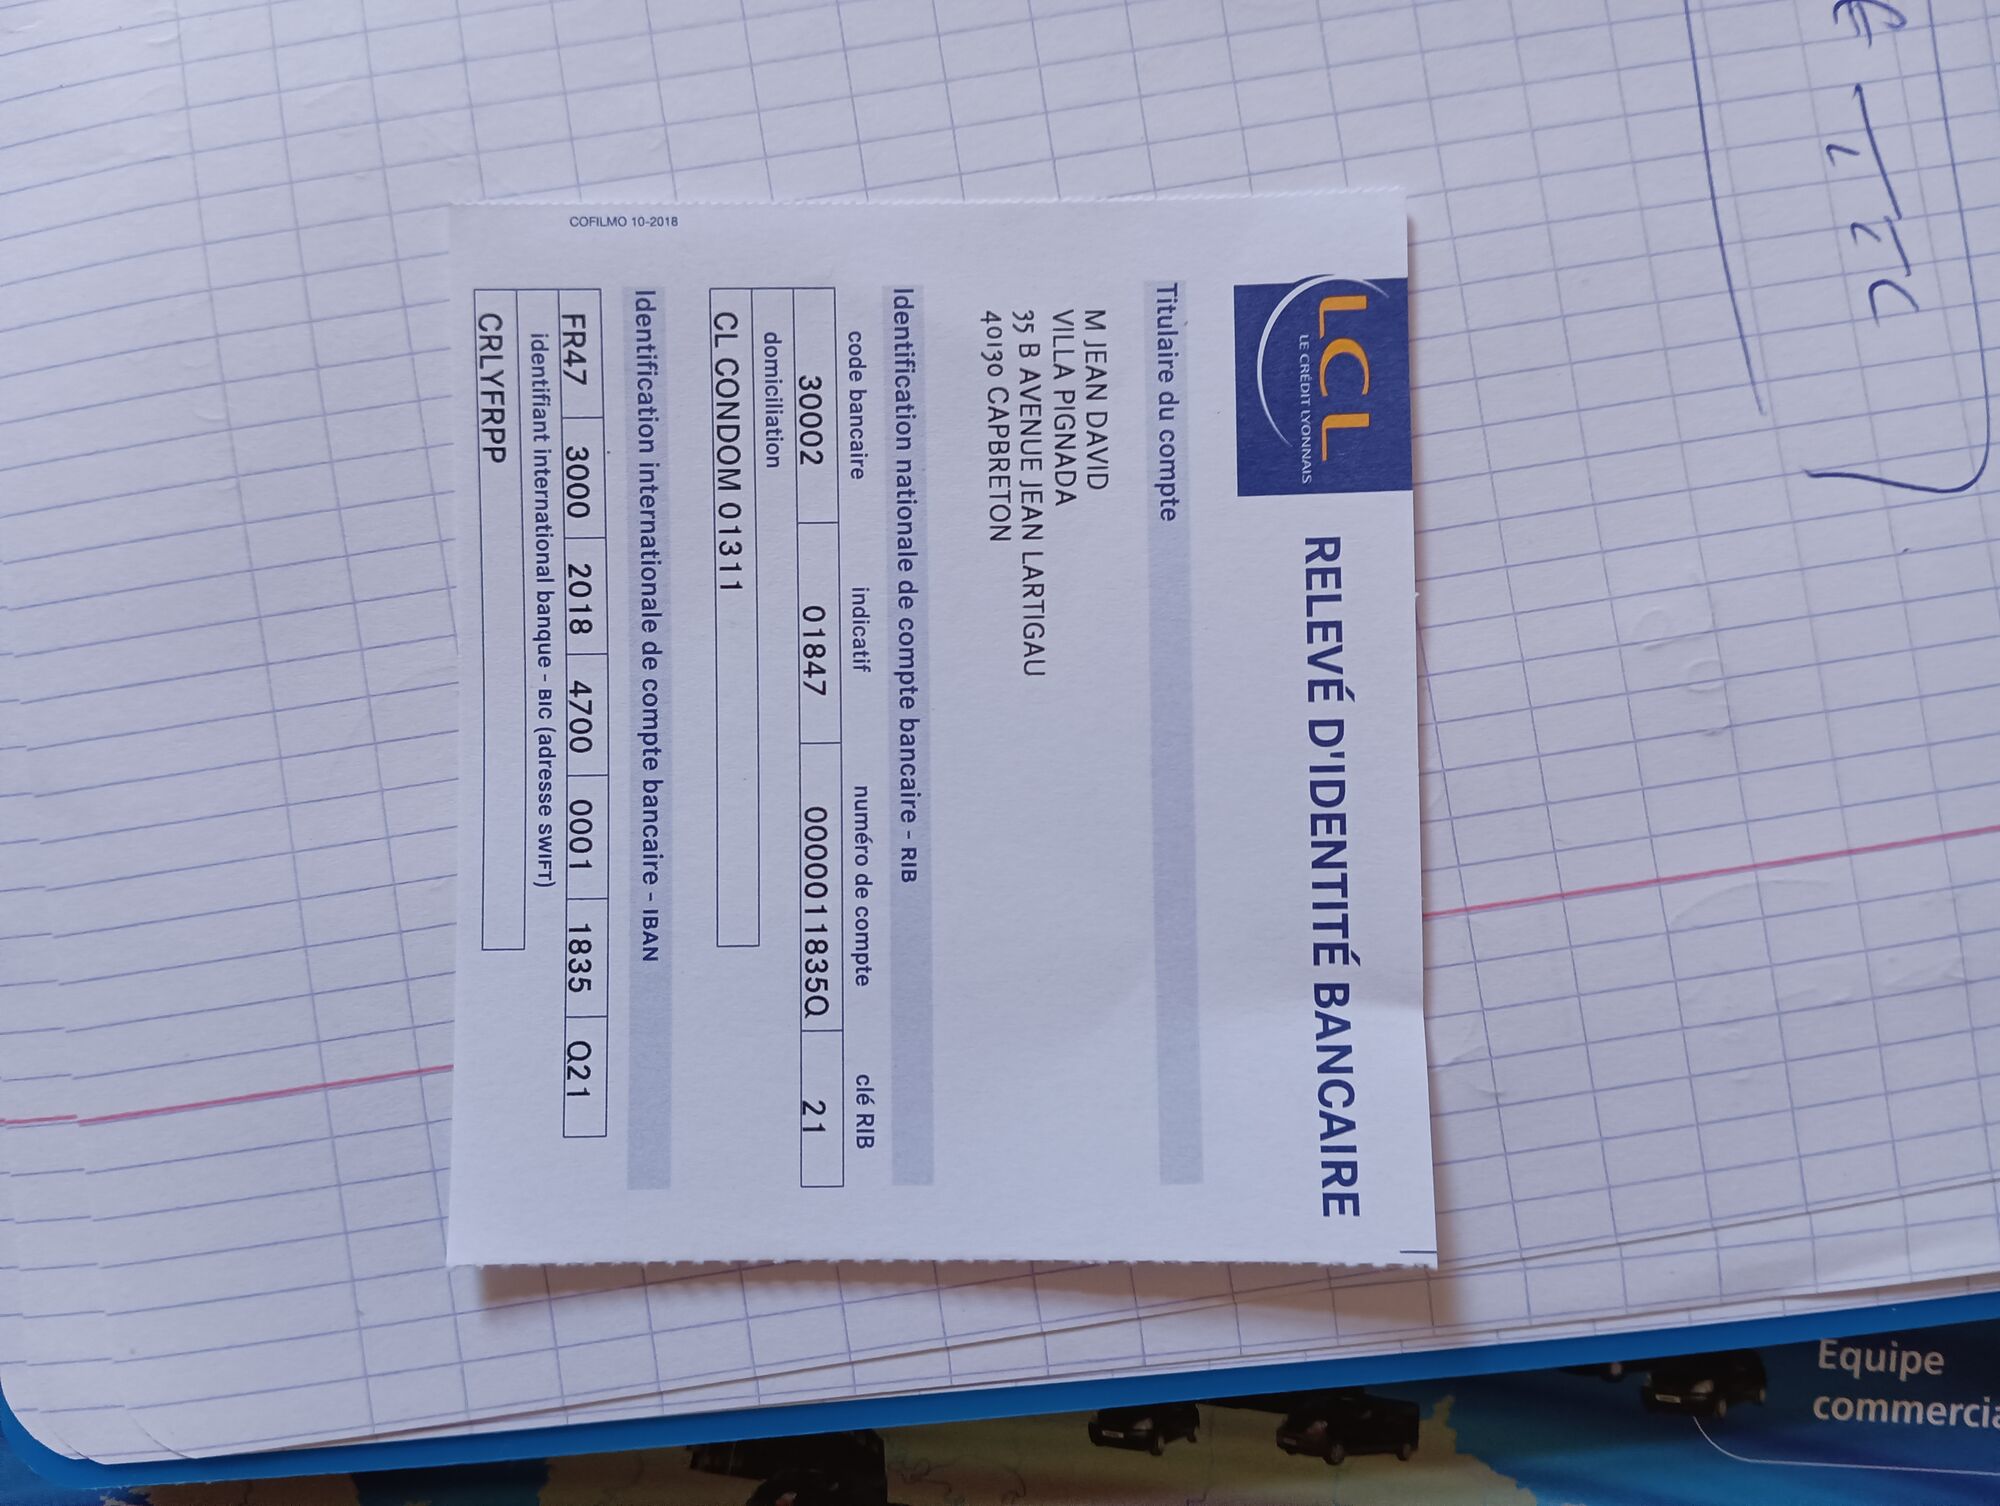 € TTC
LCL
LE CRÉDIT LYONNAIS
RELEVÉ D'IDENTITÉ BANCAIRE
Titulaire du compte
M JEAN DAVID
VILLA PIGNADA
35 B AVENUE JEAN LARTIGAU
40130 CAPBRETON
Identification nationale de compte bancaire - RIB
code bancaire indicatif numéro de compte clé RIB
30002 01847 0000011835Q 21
domiciliation
CL CONDOM 01311
Identification internationale de compte bancaire - IBAN
FR47 3000 2018 4700 0001 1835 Q21
identifiant international banque - BIC (adresse SWIFT)
CRLYFRPP
COFILMO 10-2018
Equipe